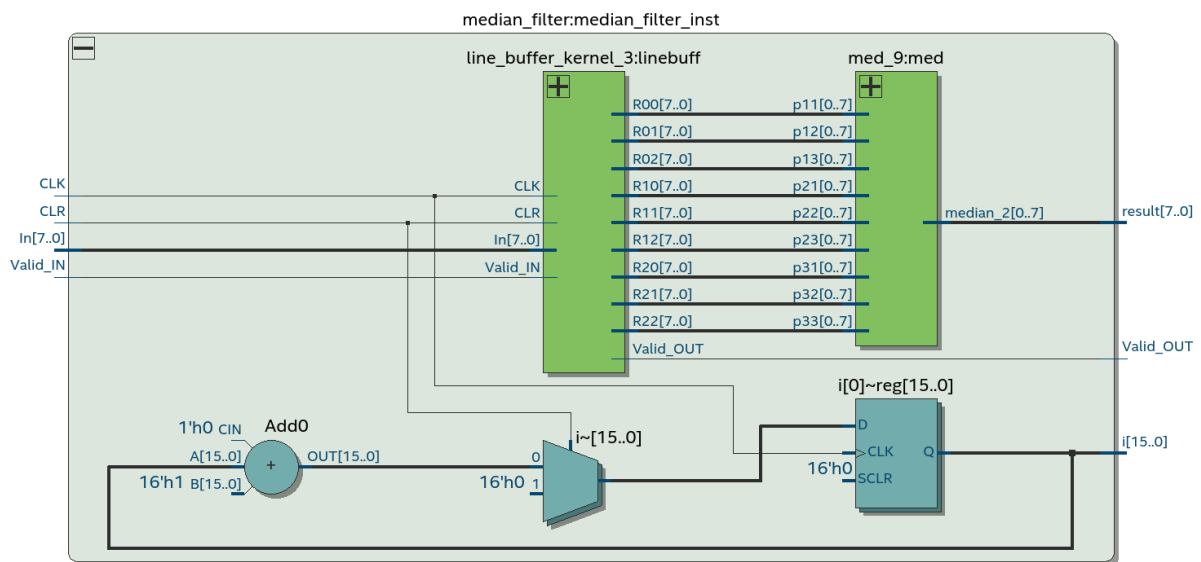 median_filter:median_filter_inst
line_buffer_kernel_3:linebuff
med_9:med
R00[7..0] p11[0..7]
R01[7..0] p12[0..7]
R02[7..0] p13[0..7]
CLK CLK R10[7..0] p21[0..7]
CLR CLR R11[7..0] p22[0..7] median_2[0..7] result[7..0]
In[7..0] In[7..0] R12[7..0] p23[0..7]
Valid_IN Valid_IN R20[7..0] p31[0..7]
R21[7..0] p32[0..7]
R22[7..0] p33[0..7]
Valid_OUT Valid_OUT
i[0]~reg[15..0]
1'h0 CIN Add0 i~[15..0] D
A[15..0] + OUT[15..0] 0 CLK Q i[15..0]
16'h1 B[15..0] 16'h0 1 16'h0 SCLR